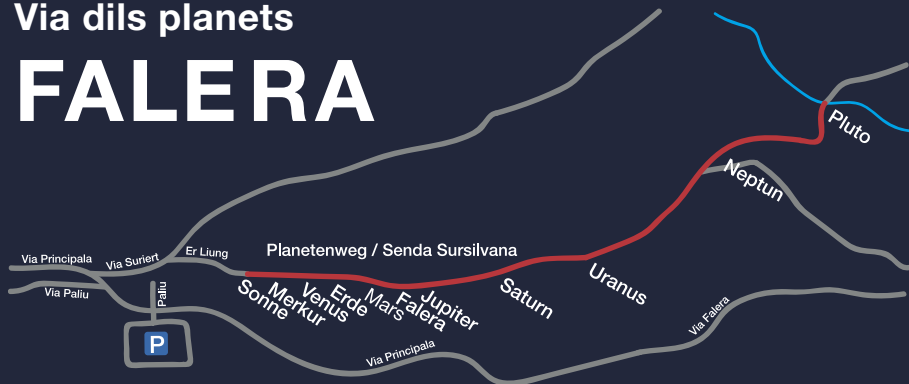 Via dils planets
FALERA
Via Principala
Via Suriert
Er Liung
Planetenweg / Senda Sursilvana
Via Paliu
Paliu
P
Sonne
Merkur
Venus
Erde
Mars
Falera
Jupiter
Saturn
Uranus
Neptun
Pluto
Via Principala
Via Falera